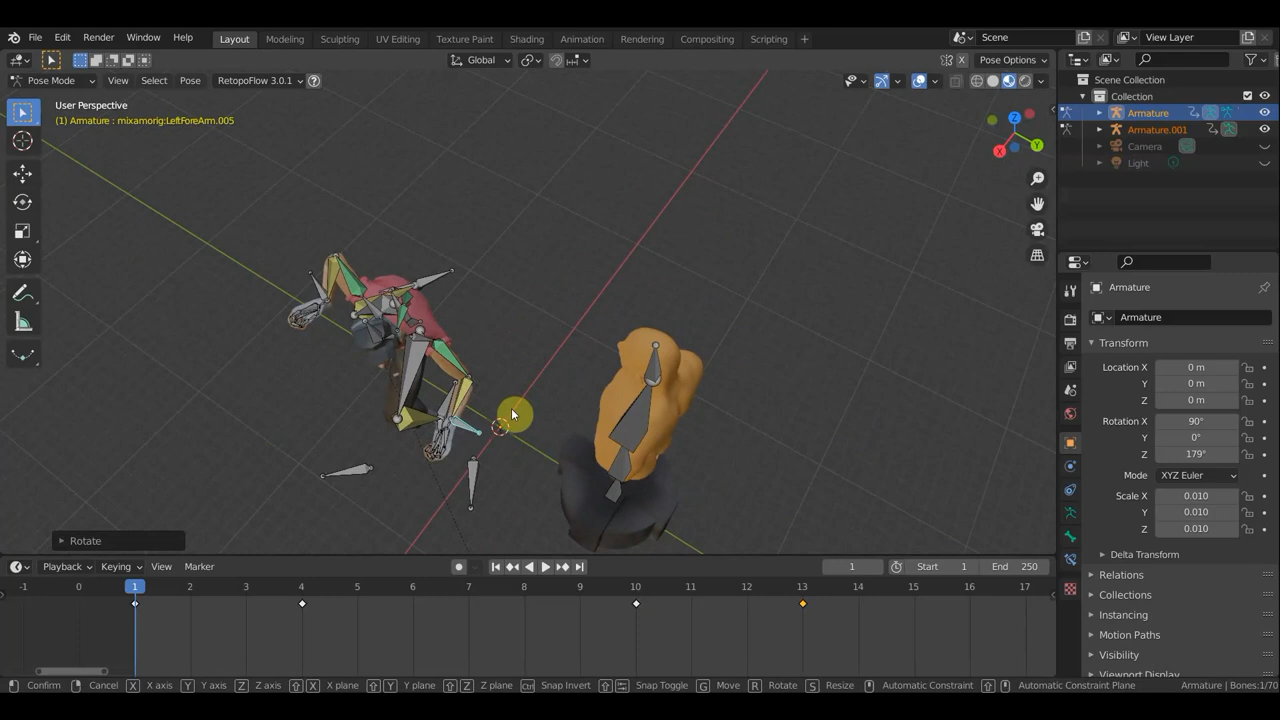 File Edit Render Window Help Layout Modeling Sculpting UV Editing Texture Paint Shading Animation Rendering Compositing Scripting + Scene View Layer
Global Pose Options
Pose Mode View Select Pose RetopoFlow 3.0.1 ?
X
Scene Collection
User Perspective
(1) Armature : mixamorig:LeftForeArm.005
Collection
Armature
Armature.001
Camera
Light
Z
Y
X
Armature
Armature
Transform
Location X 0 m
Y 0 m
Z 0 m
Rotation X 90°
Y 0°
Z 179°
Mode XYZ Euler
Scale X 0.010
Y 0.010
Z 0.010
Delta Transform
Relations
Collections
Instancing
Motion Paths
Visibility
Viewport Display
Rotate
Playback Keying View Marker 1 Start 1 End 250
-1 0 1 2 3 4 5 6 7 8 9 10 11 12 13 14 15 16 17
Confirm Cancel X X axis Y Y axis Z Z axis X X plane Y Y plane Z Z plane Ctrl Snap Invert Snap Toggle G Move R Rotate S Resize Automatic Constraint Automatic Constraint Plane Armature | Bones:1/70